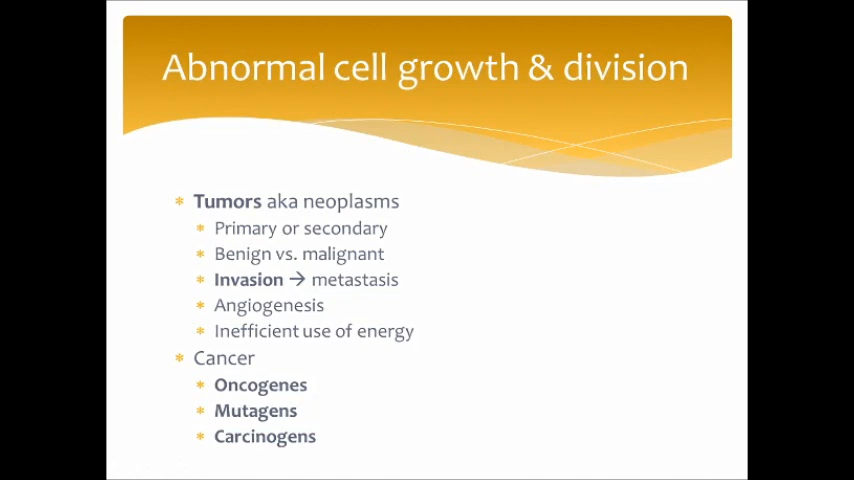 Abnormal cell growth & division
* Tumors aka neoplasms
* Primary or secondary
* Benign vs. malignant
* Invasion → metastasis
* Angiogenesis
* Inefficient use of energy
* Cancer
* Oncogenes
* Mutagens
* Carcinogens